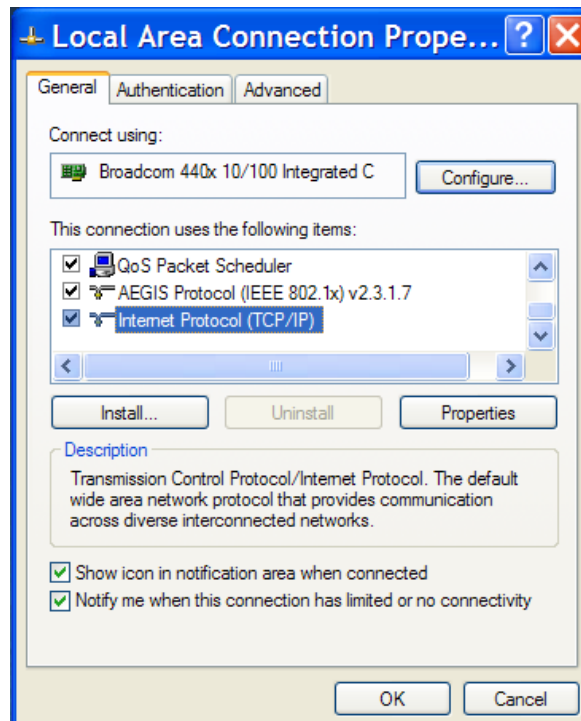 Local Area Connection Prope... ?
General Authentication Advanced
Connect using:
Broadcom 440x 10/100 Integrated C Configure...
This connection uses the following items:
QoS Packet Scheduler
AEGIS Protocol (IEEE 802.1x) v2.3.1.7
Internet Protocol (TCP/IP)
Install... Uninstall Properties
Description
Transmission Control Protocol/Internet Protocol. The default
wide area network protocol that provides communication
across diverse interconnected networks.
Show icon in notification area when connected
Notify me when this connection has limited or no connectivity
OK Cancel